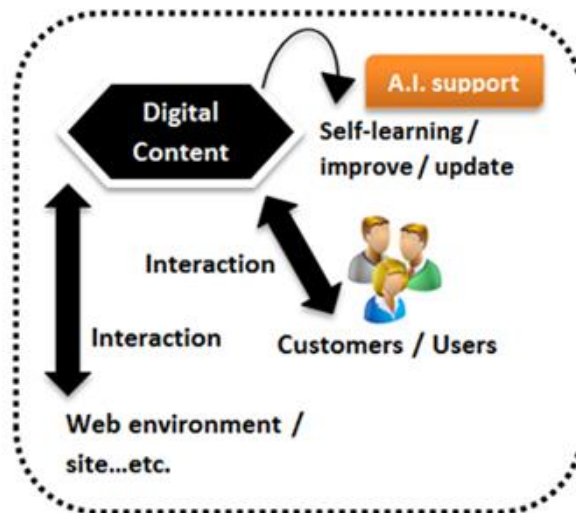 A.I. support
Digital
Content
Self-learning /
improve / update
Interaction
Interaction
Customers / Users
Web environment /
site...etc.